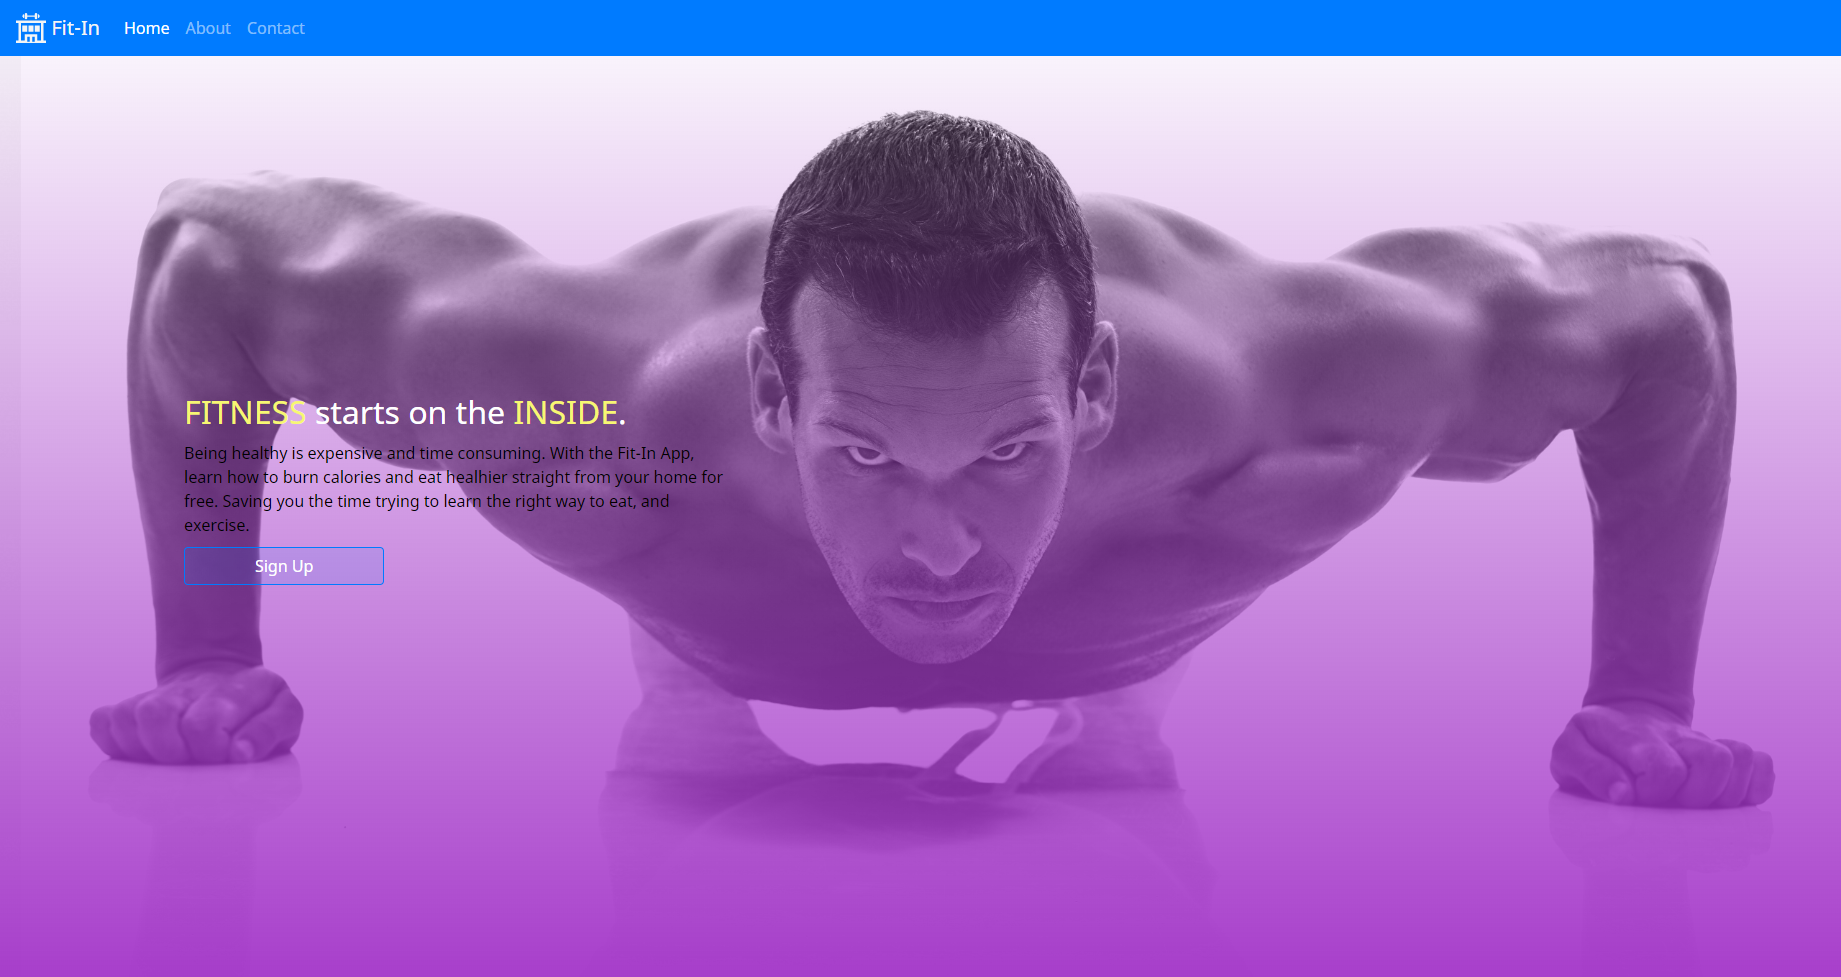 Fit-In Home About Contact
FITNESS starts on the INSIDE.
Being healthy is expensive and time consuming. With the Fit-In App,
learn how to burn calories and eat healhier straight from your home for
free. Saving you the time trying to learn the right way to eat, and
exercise.
Sign Up